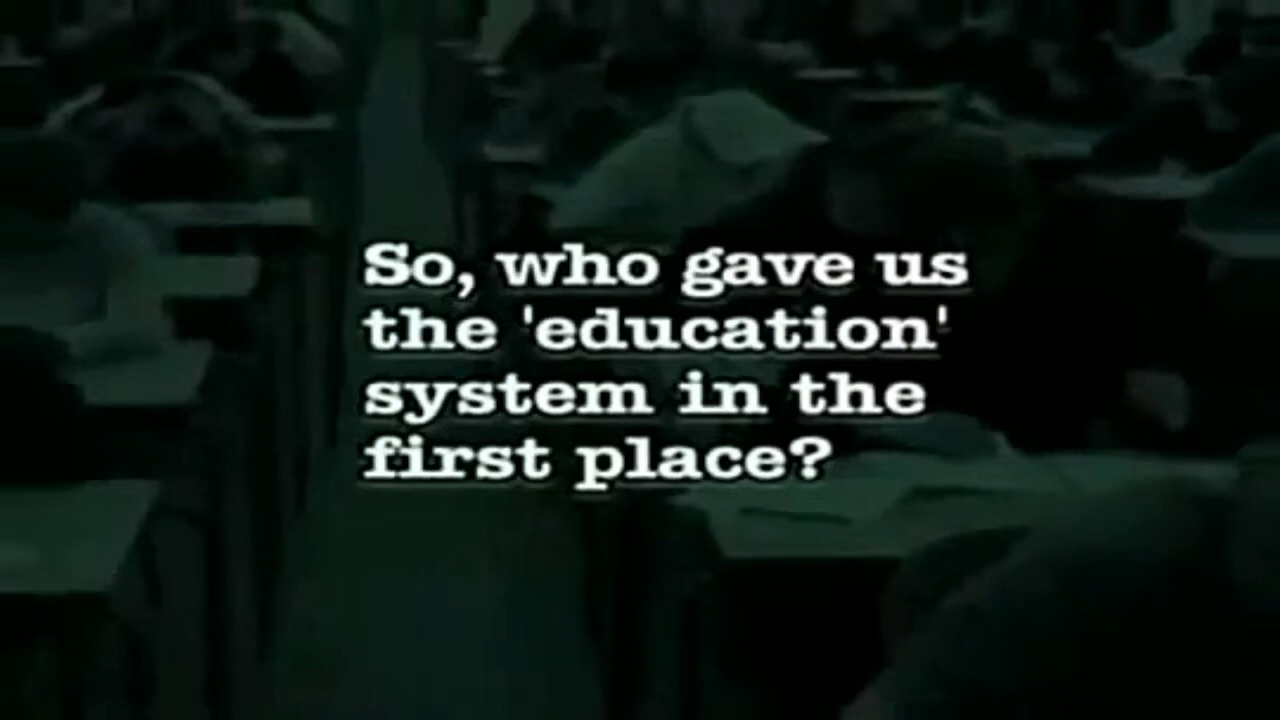 So, who gave us
the 'education'
system in the
first place?